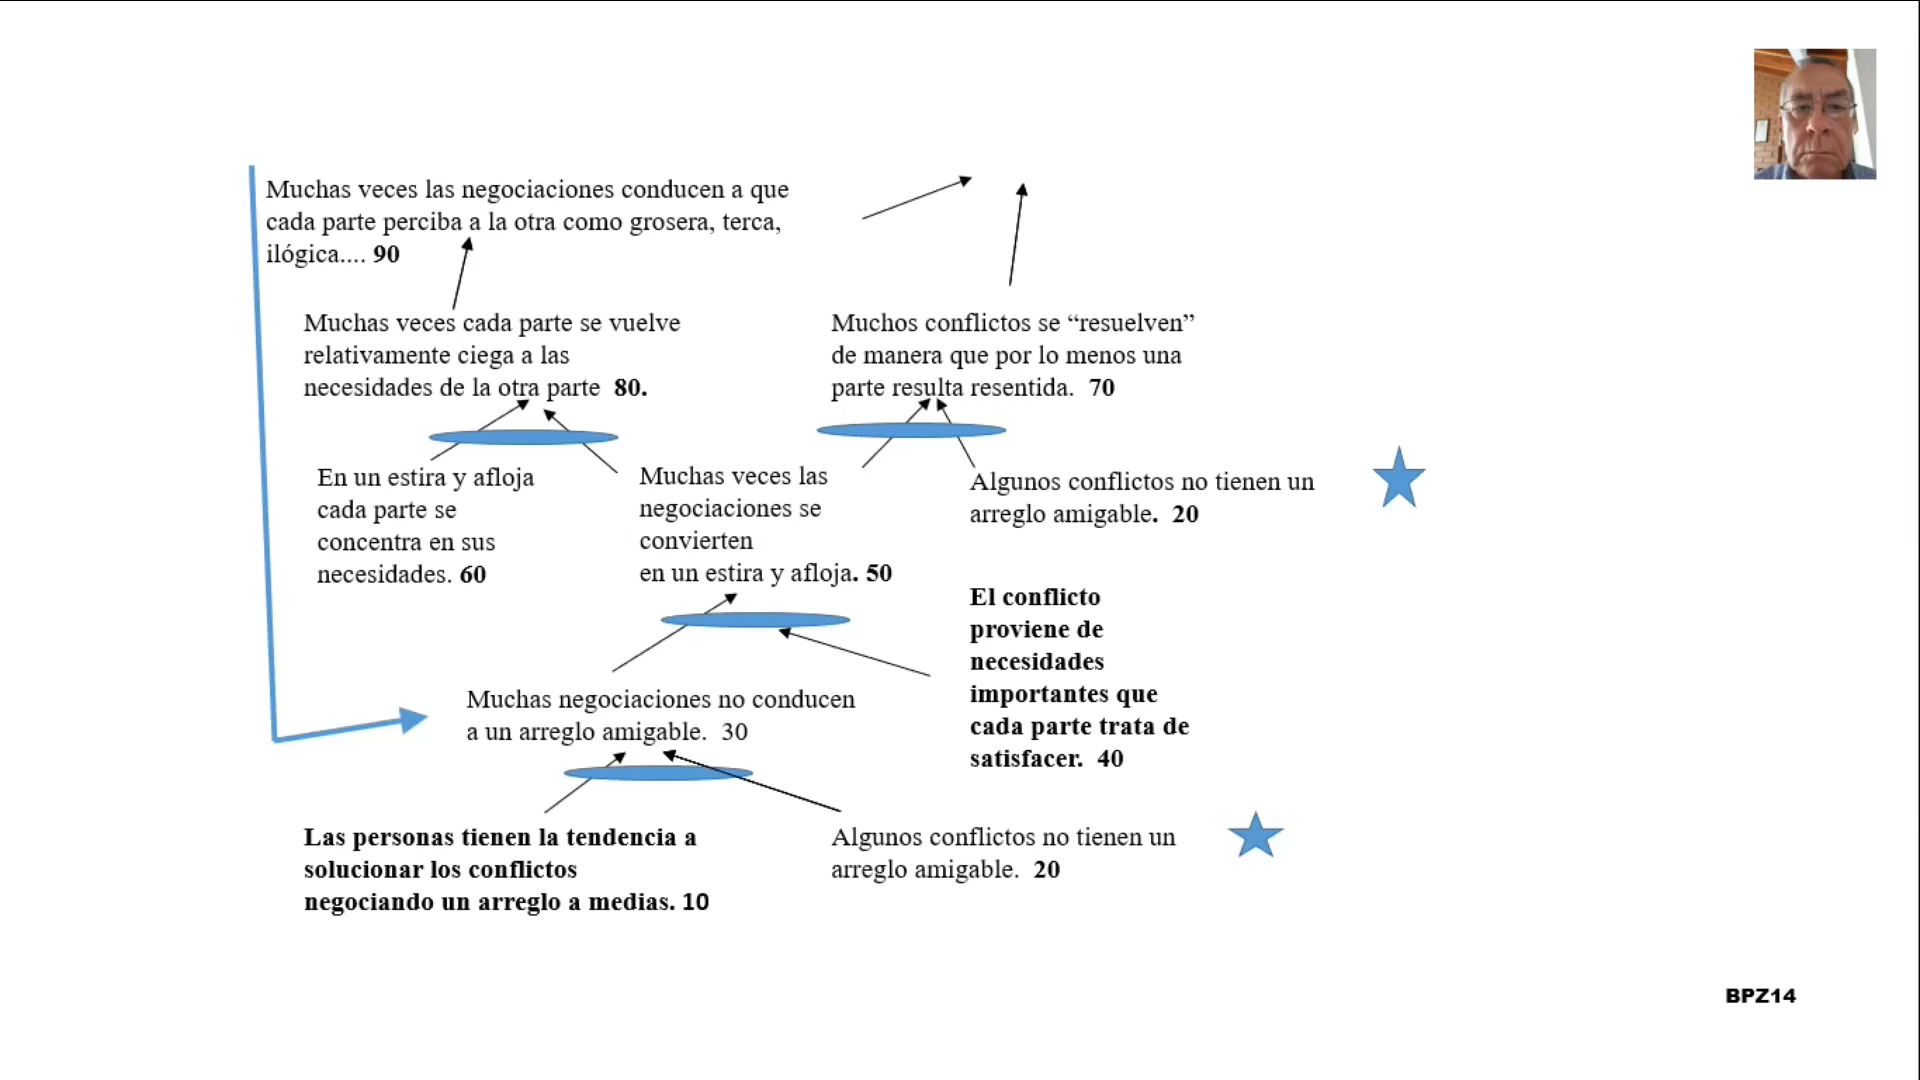 Muchas veces las negociaciones conducen a que
cada parte perciba a la otra como grosera, terca,
ilógica.... 90
Muchas veces cada parte se vuelve
relativamente ciega a las
necesidades de la otra parte 80.
Muchos conflictos se “resuelven”
de manera que por lo menos una
parte resulta resentida. 70
En un estira y afloja
cada parte se
concentra en sus
necesidades. 60
Muchas veces las
negociaciones se
convierten
en un estira y afloja. 50
Algunos conflictos no tienen un
arreglo amigable. 20
El conflicto
proviene de
necesidades
importantes que
cada parte trata de
satisfacer. 40
Muchas negociaciones no conducen
a un arreglo amigable. 30
Las personas tienen la tendencia a
solucionar los conflictos
negociando un arreglo a medias. 10
Algunos conflictos no tienen un
arreglo amigable. 20
BPZ14